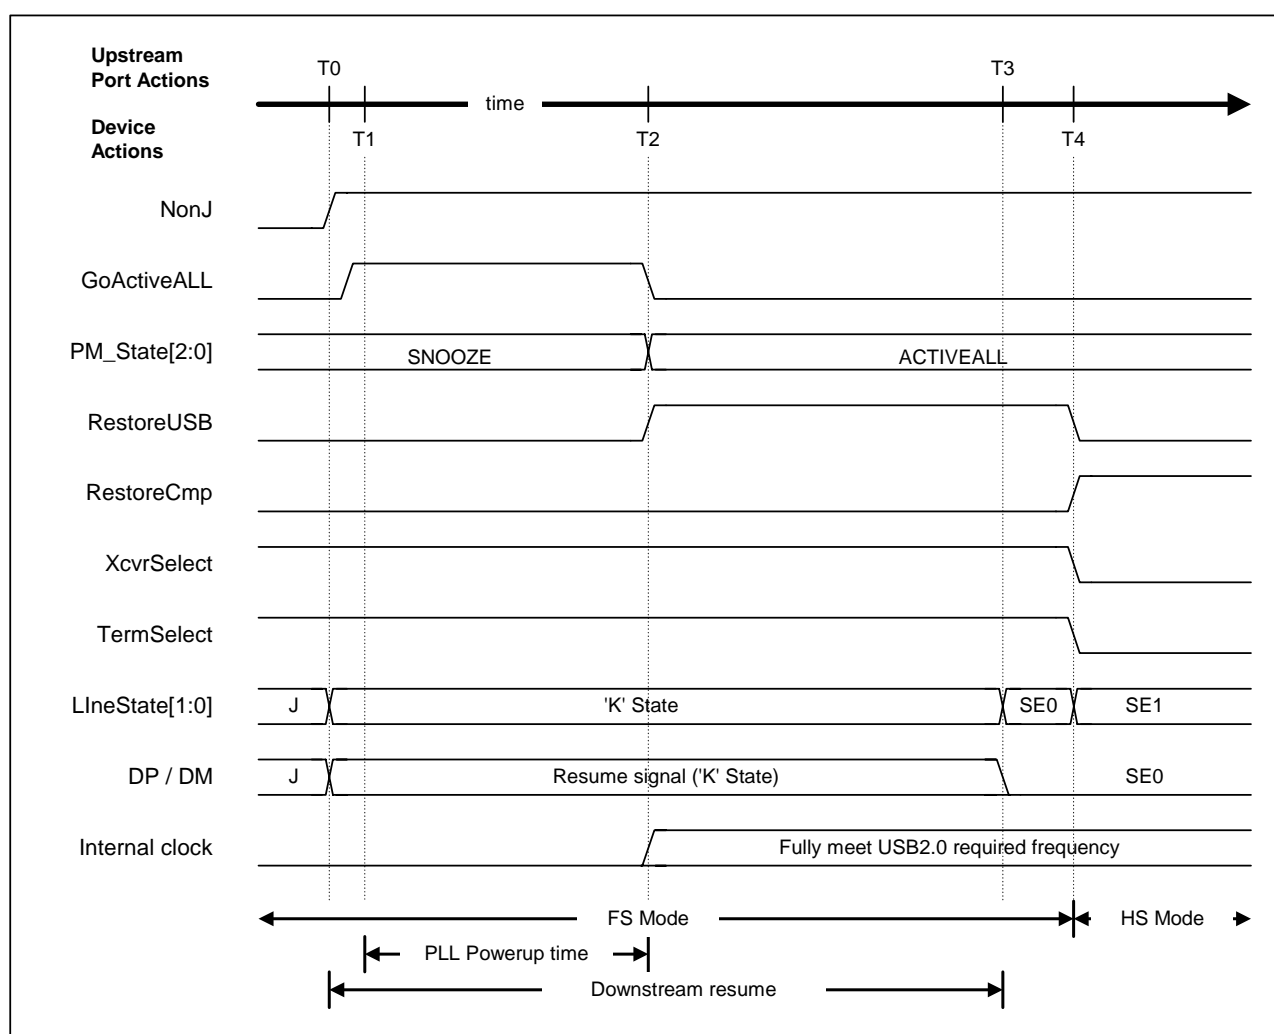 Upstream
Port Actions
T0
T3
time
Device
Actions
T1
T2
T4
NonJ
GoActiveALL
PM_State[2:0]
SNOOZE
ACTIVEALL
RestoreUSB
RestoreCmp
XcvrSelect
TermSelect
LIneState[1:0]
J
'K' State
SE0
SE1
DP / DM
J
Resume signal ('K' State)
SE0
Internal clock
Fully meet USB2.0 required frequency
FS Mode
HS Mode
PLL Powerup time
Downstream resume